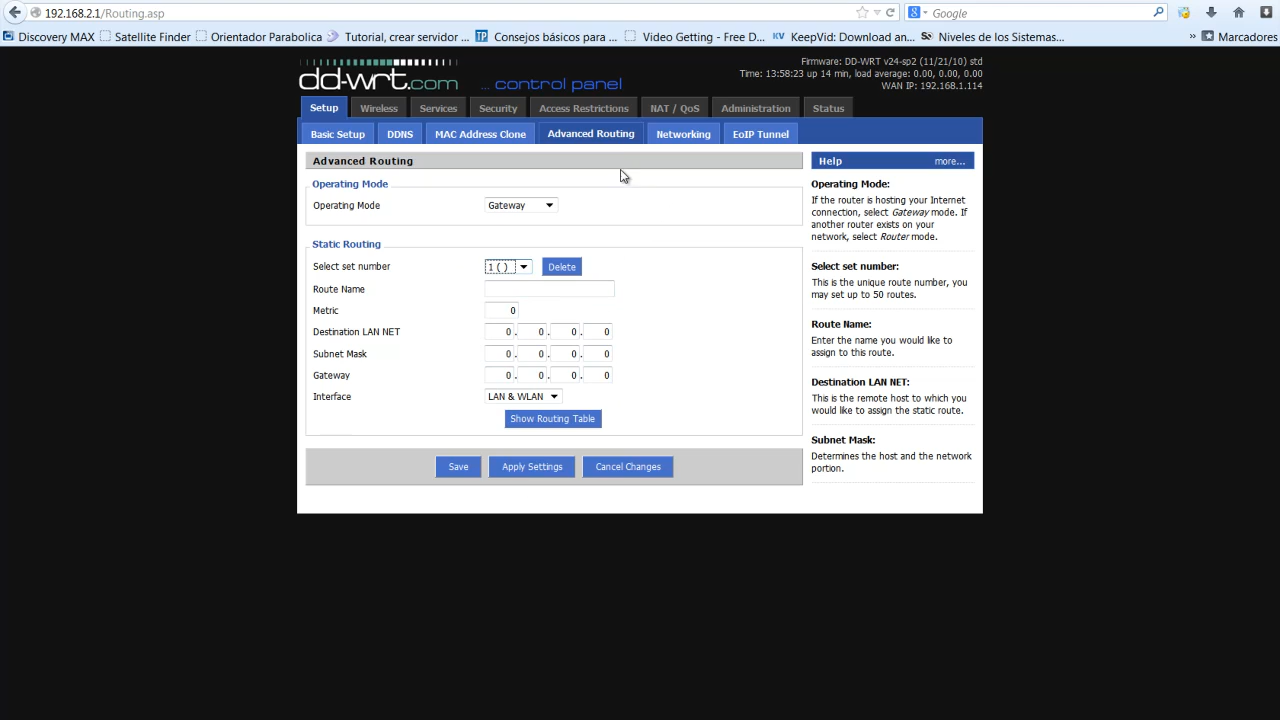 192.168.2.1/Routing.asp
Google
Discovery MAX
Satellite Finder
Orientador Parabolica
Tutorial, crear servidor ...
Consejos básicos para ...
Video Getting - Free D...
KeepVid: Download an...
Niveles de los Sistemas...
»
Marcadores
dd-wrt.com
... control panel
Firmware: DD-WRT v24-sp2 (11/21/10) std
Time: 13:58:23 up 14 min, load average: 0.00, 0.00, 0.00
WAN IP: 192.168.1.114
Setup
Wireless
Services
Security
Access Restrictions
NAT / QoS
Administration
Status
Basic Setup
DDNS
MAC Address Clone
Advanced Routing
Networking
EoIP Tunnel
Advanced Routing
Operating Mode
Operating Mode Gateway
Static Routing
Select set number 1 ( ) Delete
Route Name
Metric 0
Destination LAN NET 0 . 0 . 0 . 0
Subnet Mask 0 . 0 . 0 . 0
Gateway 0 . 0 . 0 . 0
Interface LAN & WLAN
Show Routing Table
Save
Apply Settings
Cancel Changes
Help more...
Operating Mode:
If the router is hosting your Internet
connection, select Gateway mode. If
another router exists on your
network, select Router mode.
Select set number:
This is the unique route number, you
may set up to 50 routes.
Route Name:
Enter the name you would like to
assign to this route.
Destination LAN NET:
This is the remote host to which you
would like to assign the static route.
Subnet Mask:
Determines the host and the network
portion.